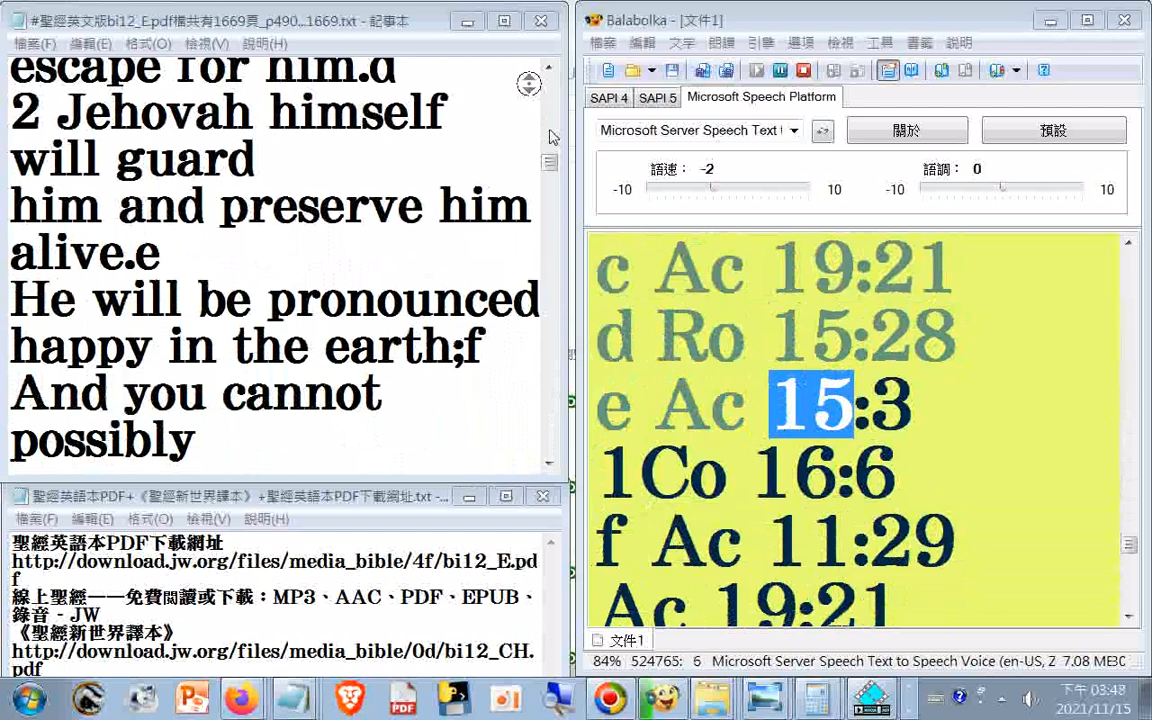 #聖經英文版bi12_E.pdf檔共有1669頁_p490...1669.txt - 記事本
檔案(F) 編輯(E) 格式(O) 檢視(V) 說明(H)
escape for him.d
2 Jehovah himself
will guard
him and preserve him
alive.e
He will be pronounced
happy in the earth;f
And you cannot
possibly
聖經英語本PDF+《聖經新世界譯本》+聖經英語本PDF下載網址.txt -...
檔案(F) 編輯(E) 格式(O) 檢視(V) 說明(H)
聖經英語本PDF下載網址
http://download.jw.org/files/media_bible/4f/bi12_E.pd
f
線上聖經——免費閱讀或下載：MP3、AAC、PDF、EPUB、
錄音 - JW
《聖經新世界譯本》
http://download.jw.org/files/media_bible/0d/bi12_CH.
pdf
Balabolka - [文件1]
檔案 編輯 文字 朗讀 引擎 選項 檢視 工具 書籤 說明
SAPI 4 SAPI 5 Microsoft Speech Platform
Microsoft Server Speech Text 關於 預設
語速： -2 語調： 0
-10 10 -10 10
c Ac 19:21
d Ro 15:28
e Ac 15:3
1Co 16:6
f Ac 11:29
Ac 19:21
文件1
84% 524765: 6 Microsoft Server Speech Text to Speech Voice (en-US, Z 7.08 МБ
PDF
下午 03:48
2021/11/15